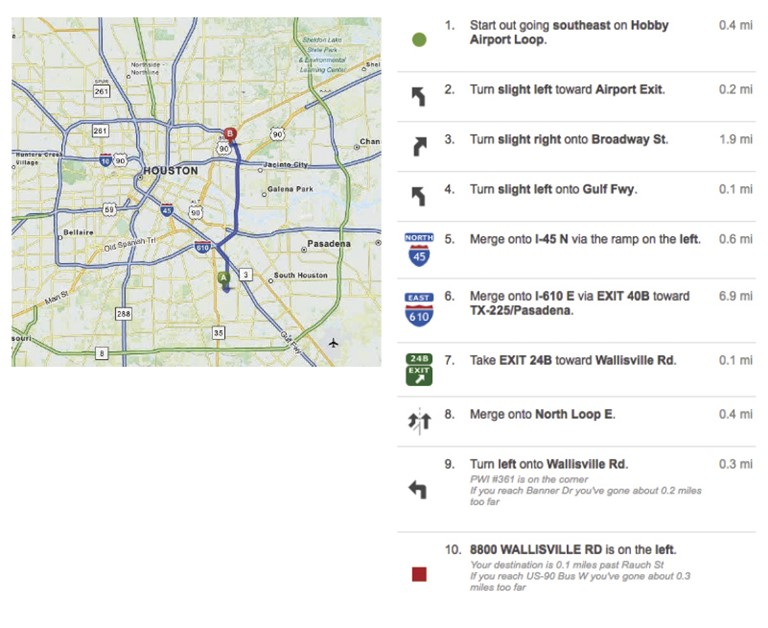 Sheldon Lake
State Park
& Environmental
Learning Center
Northside -
Northline
Shel
SPUR
261
261
90
B
90
Chan
Hunters Creek
Village
10
90
HOUSTON
Jacinto City
Galena Park
ALT
90
59
45
Bellaire
Old Spanish Trl
610
Pasadena
A
3
South Houston
Main St
288
35
Gulf Fwy
souri
8
1. Start out going southeast on Hobby 0.4 mi
Airport Loop.
2. Turn slight left toward Airport Exit. 0.2 mi
3. Turn slight right onto Broadway St. 1.9 mi
4. Turn slight left onto Gulf Fwy. 0.1 mi
NORTH
45
5. Merge onto I-45 N via the ramp on the left. 0.6 mi
EAST
610
6. Merge onto I-610 E via EXIT 40B toward 6.9 mi
TX-225/Pasadena.
24B
EXIT
7. Take EXIT 24B toward Wallisville Rd. 0.1 mi
8. Merge onto North Loop E. 0.4 mi
9. Turn left onto Wallisville Rd. 0.3 mi
PWI #361 is on the corner
If you reach Banner Dr you've gone about 0.2 miles
too far
10. 8800 WALLISVILLE RD is on the left.
Your destination is 0.1 miles past Rauch St
If you reach US-90 Bus W you've gone about 0.3
miles too far